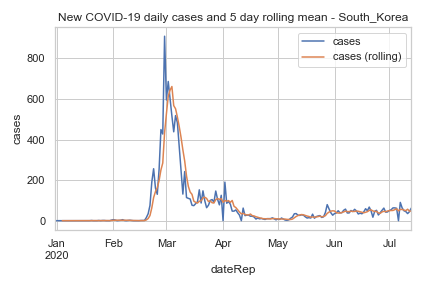 New COVID-19 daily cases and 5 day rolling mean - South_Korea
cases
cases (rolling)
cases
800
600
400
200
0
Jan Feb Mar Apr May Jun Jul
2020
dateRep